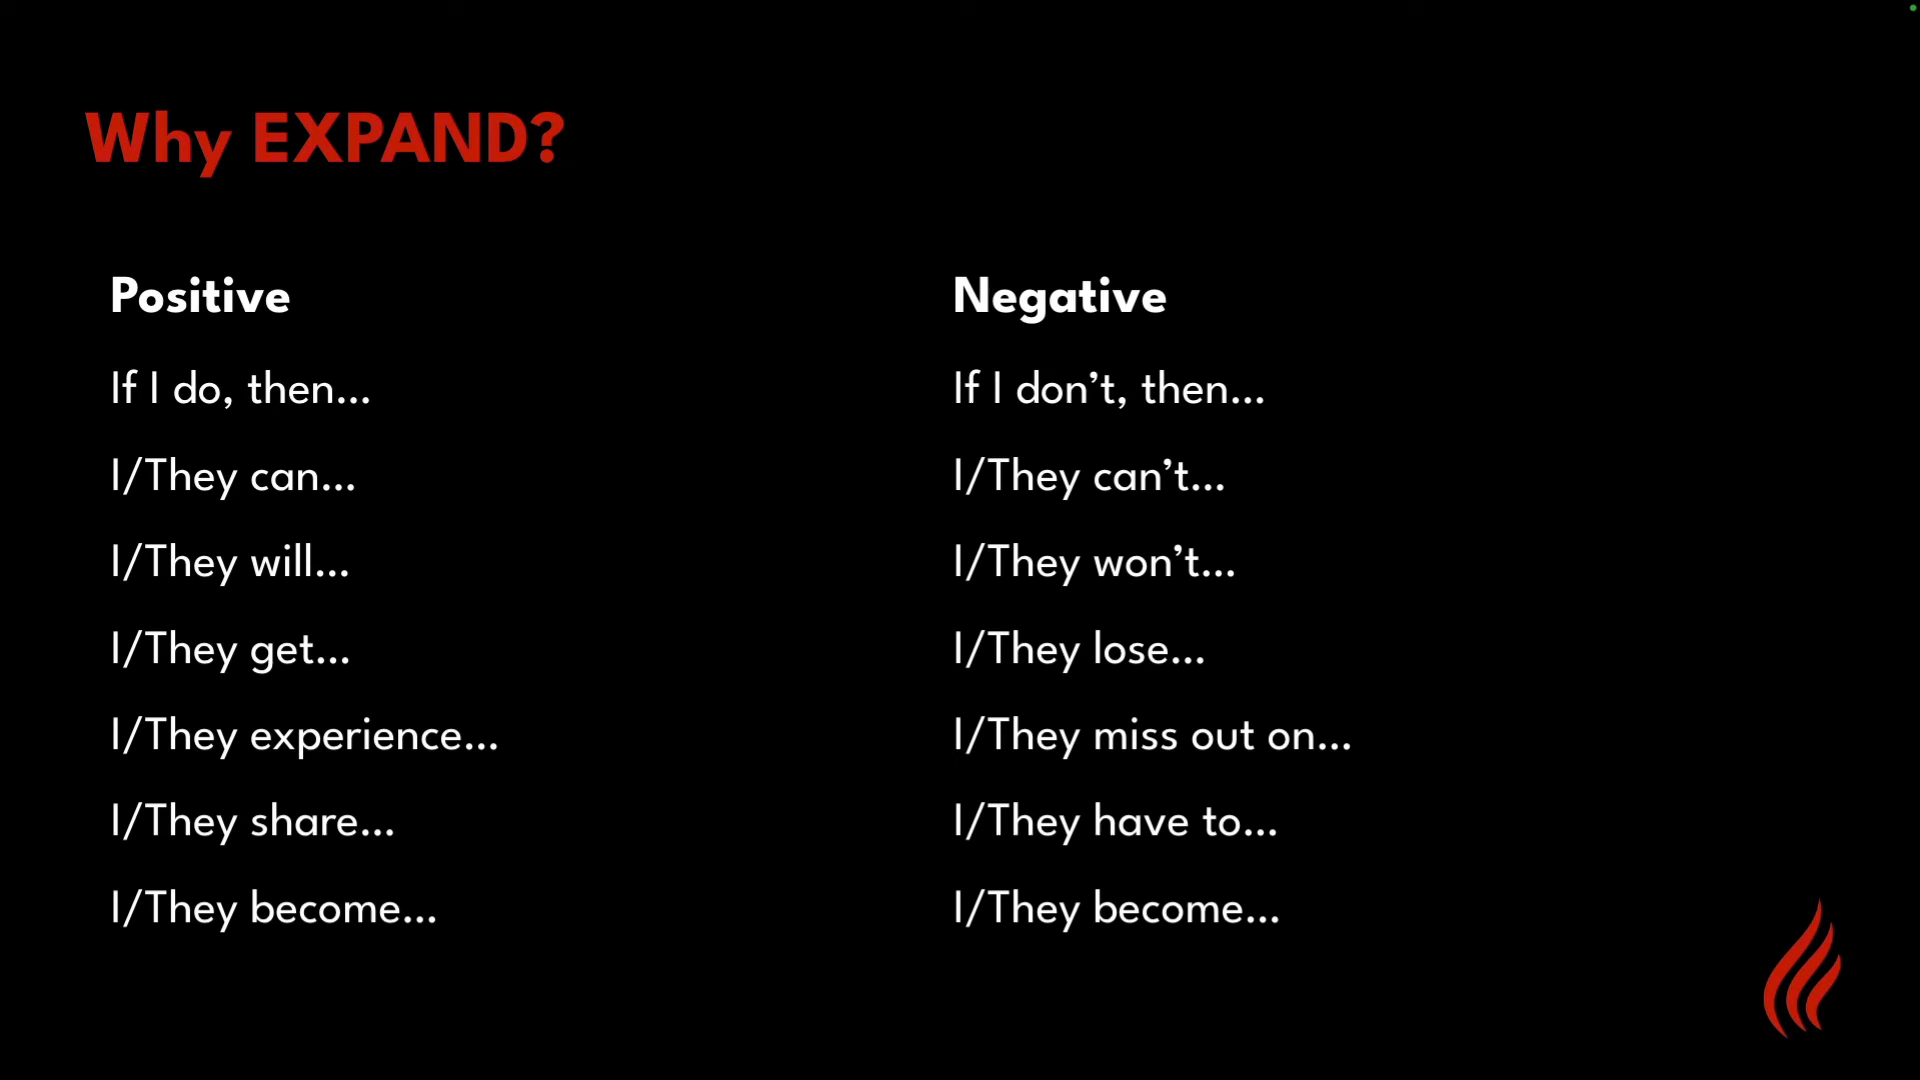 Why EXPAND?
Positive
If I do, then...
I/They can...
I/They will...
I/They get...
I/They experience...
I/They share...
I/They become...
Negative
If I don’t, then...
I/They can’t...
I/They won’t...
I/They lose...
I/They miss out on...
I/They have to...
I/They become...